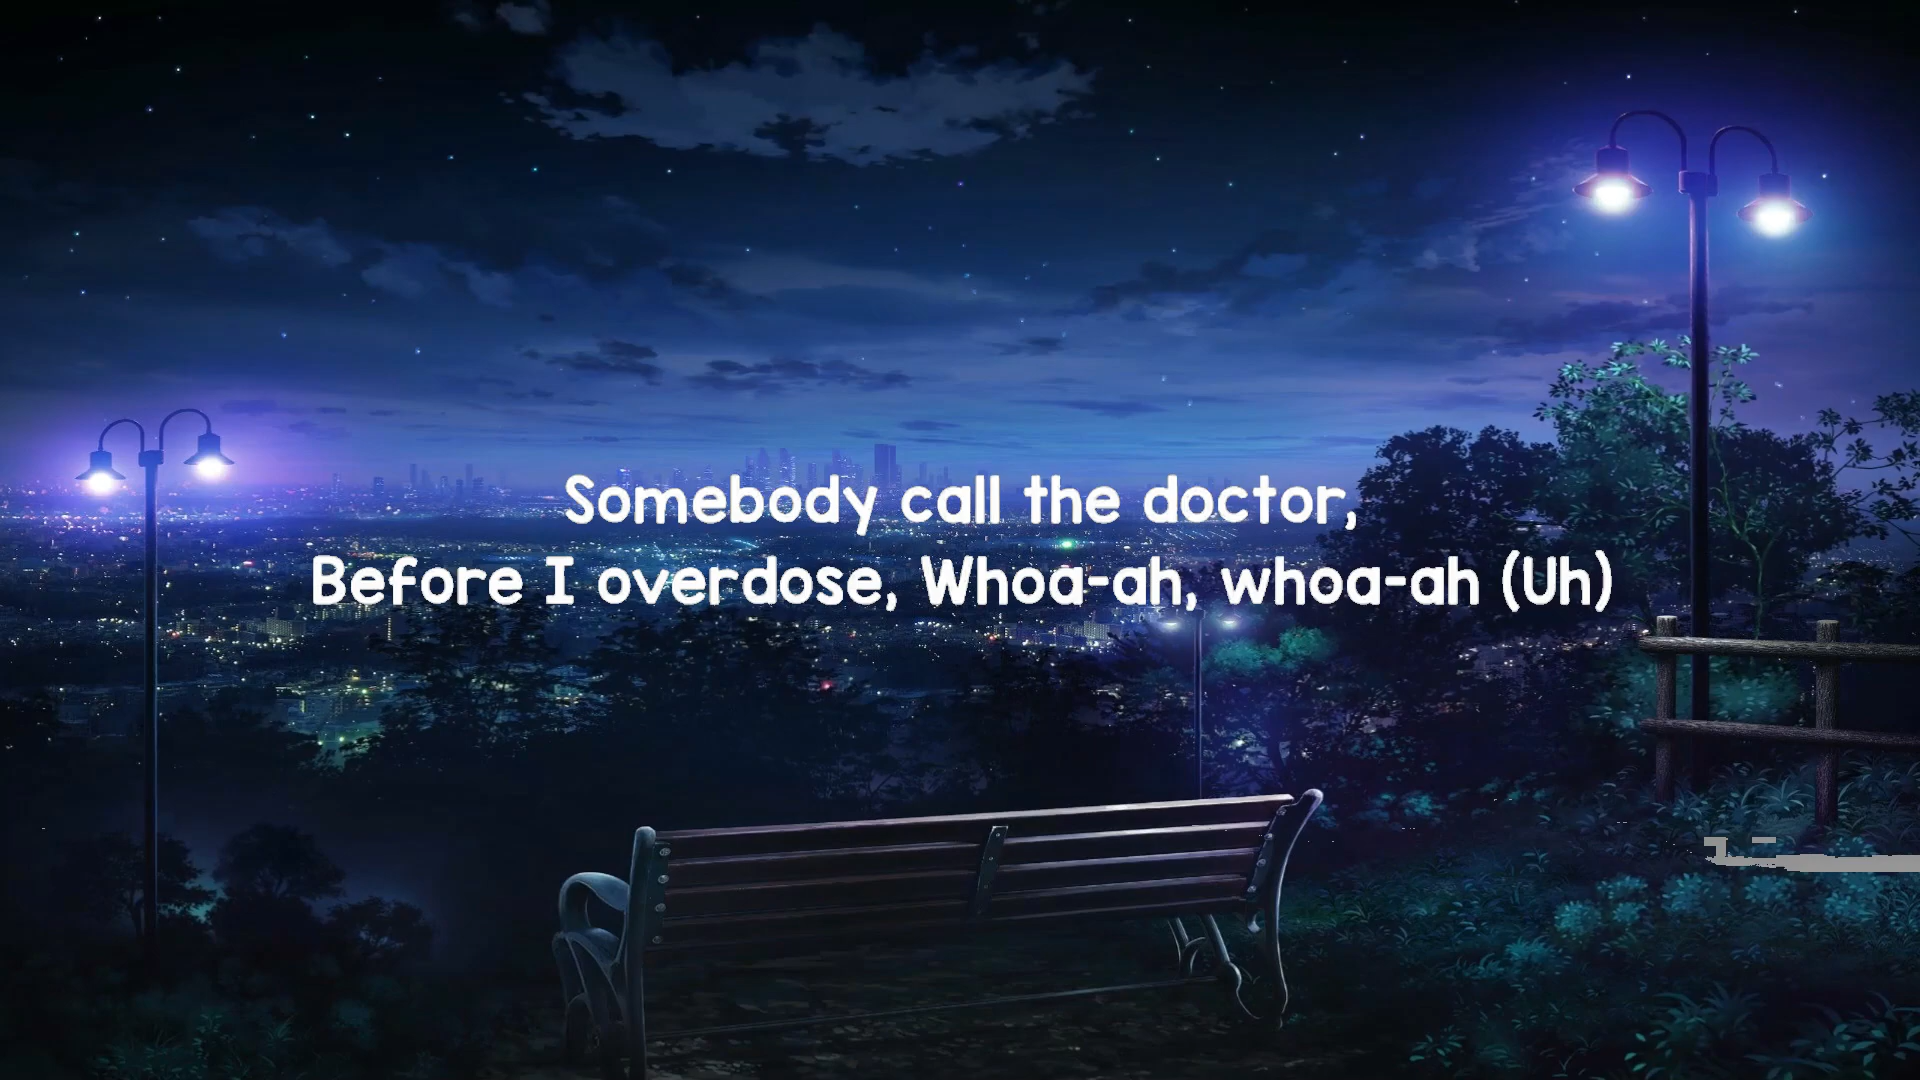 Somebody call the doctor,
Before I overdose, Whoa-ah, whoa-ah (Uh)